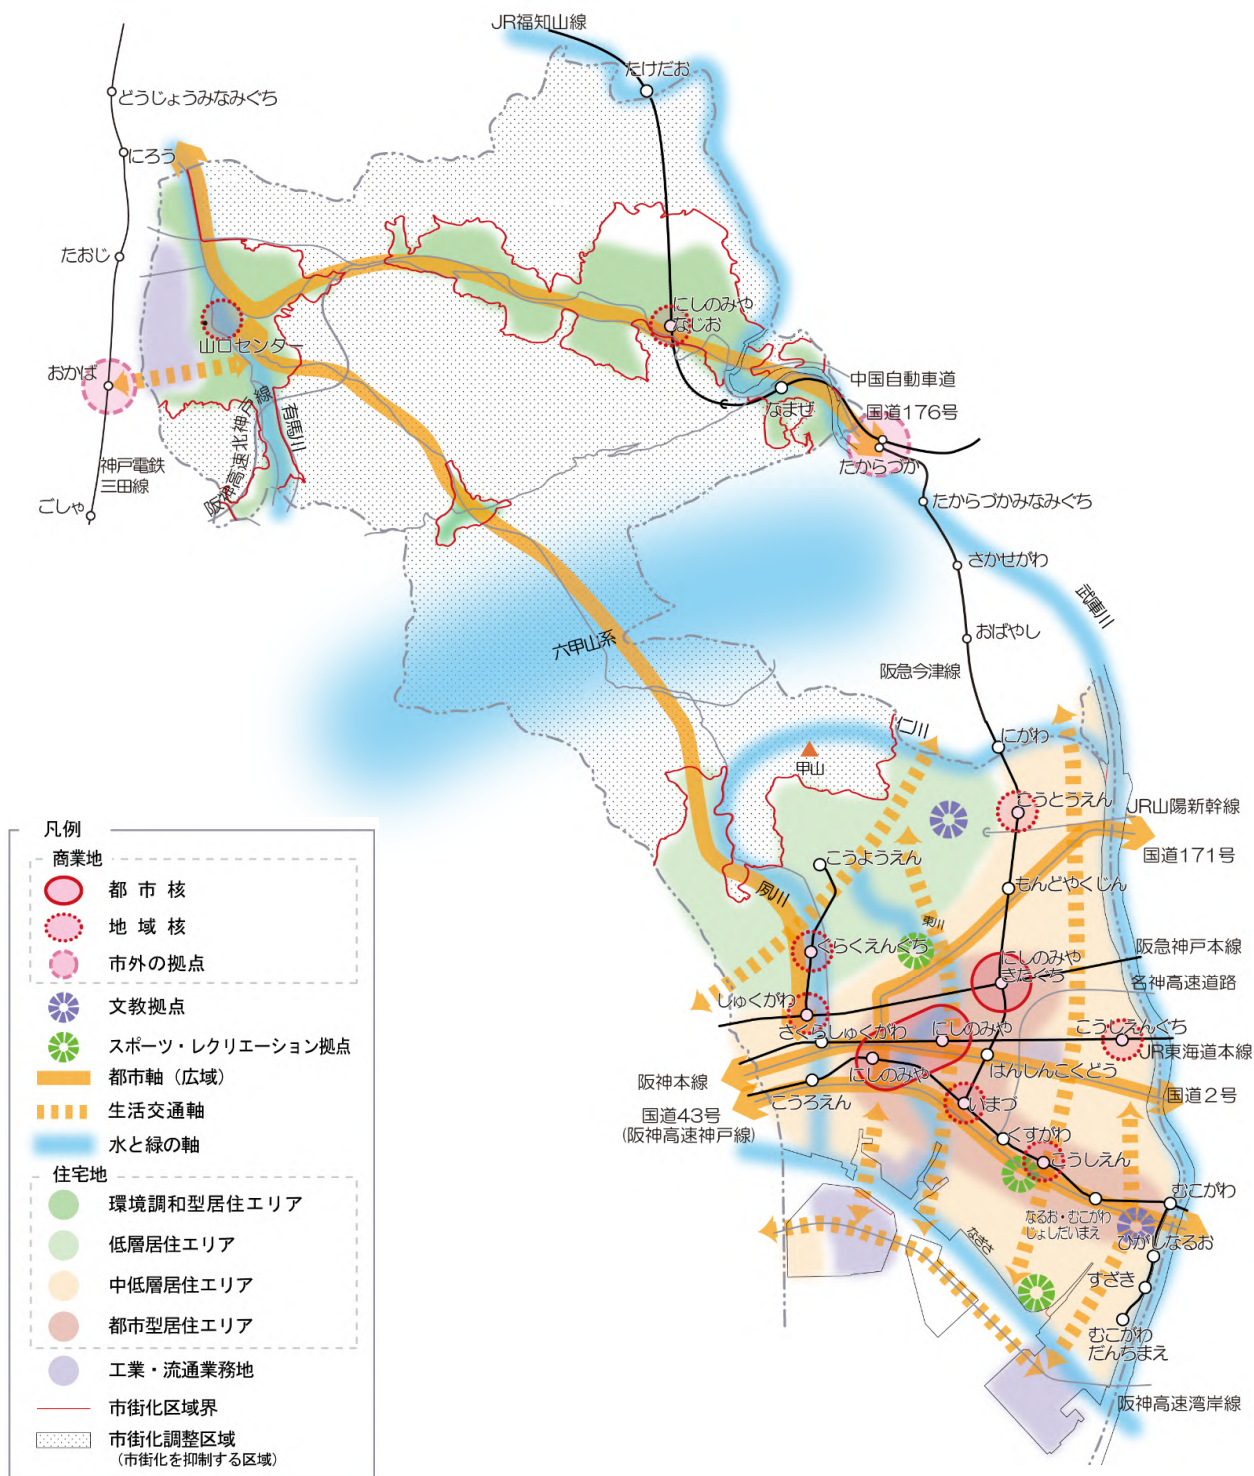 JR福知山線
たけだお
どうじょうみなみぐち
にろう
たおじ
にしのみや
なじお
山口センター
おかば
中国自動車道
国道176号
なまぜ
たからづか
神戸電鉄
三田線
阪神高速北神戸線
有馬川
ごしゃ
たからづかみなみぐち
さかせがわ
武庫川
おばやし
六甲山系
阪急今津線
仁川
にがわ
甲山
こうとうえん
JR山陽新幹線
国道171号
こうようえん
もんどやくじん
夙川
東川
くらくえんぐち
にしのみや
きたぐち
阪急神戸本線
名神高速道路
しゅくがわ
さくらしゅくがわ
にしのみや
こうしえんぐち
JR東海道本線
はんしんこくどう
阪神本線
にしのみや
国道2号
こうろえん
いまづ
国道43号
(阪神高速神戸線)
くすがわ
こうしえん
むこがわ
なるお・むこがわ
じょしだいまえ
ひがしなるお
なぎさ
すざき
むこがわ
だんちまえ
阪神高速湾岸線
凡例
商業地
都市核
地域核
市外の拠点
文教拠点
スポーツ・レクリエーション拠点
都市軸（広域）
生活交通軸
水と緑の軸
住宅地
環境調和型居住エリア
低層居住エリア
中低層居住エリア
都市型居住エリア
工業・流通業務地
市街化区域界
市街化調整区域
（市街化を抑制する区域）